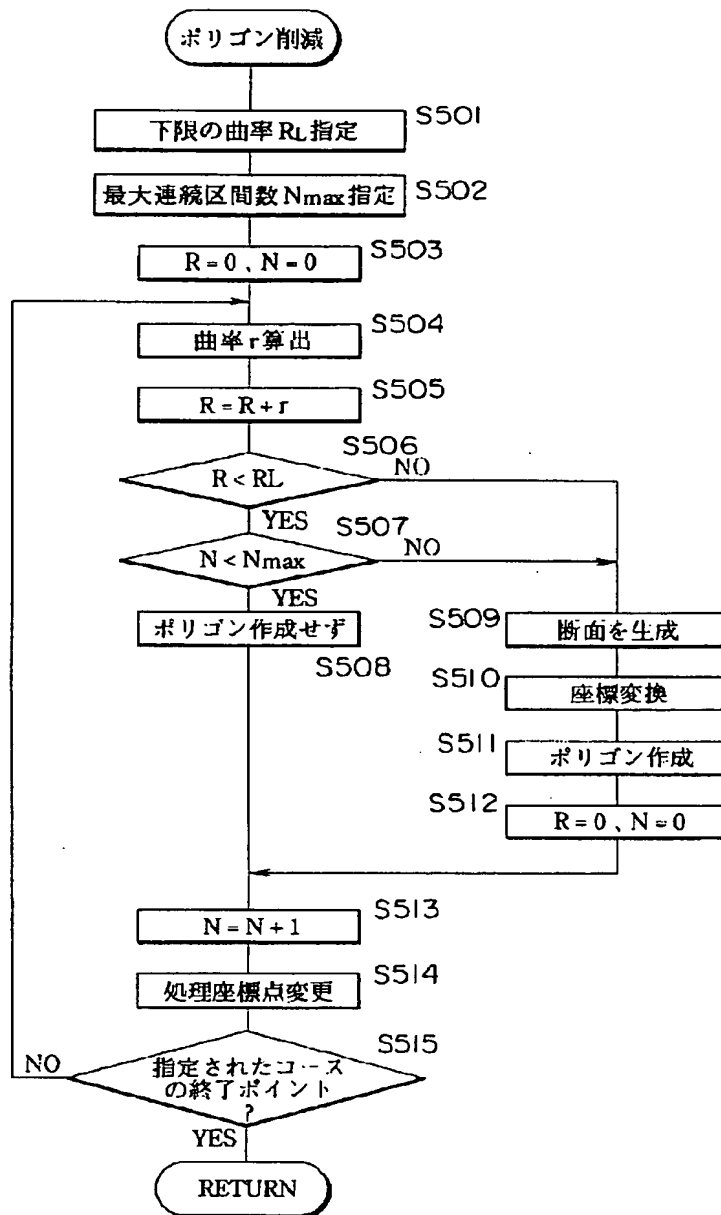 ポリゴン削減
下限の曲率RL指定
S501
最大連続区間数Nmax指定
S502
R=0、N=0
S503
曲率r算出
S504
R=R+r
S505
R<RL
S506
NO
YES
N<Nmax
S507
NO
YES
ポリゴン作成せず
S508
S509
断面を生成
S510
座標変換
S511
ポリゴン作成
S512
R=0、N=0
N=N+1
S513
処理座標点変更
S514
指定されたコース
の終了ポイント
?
S515
NO
YES
RETURN